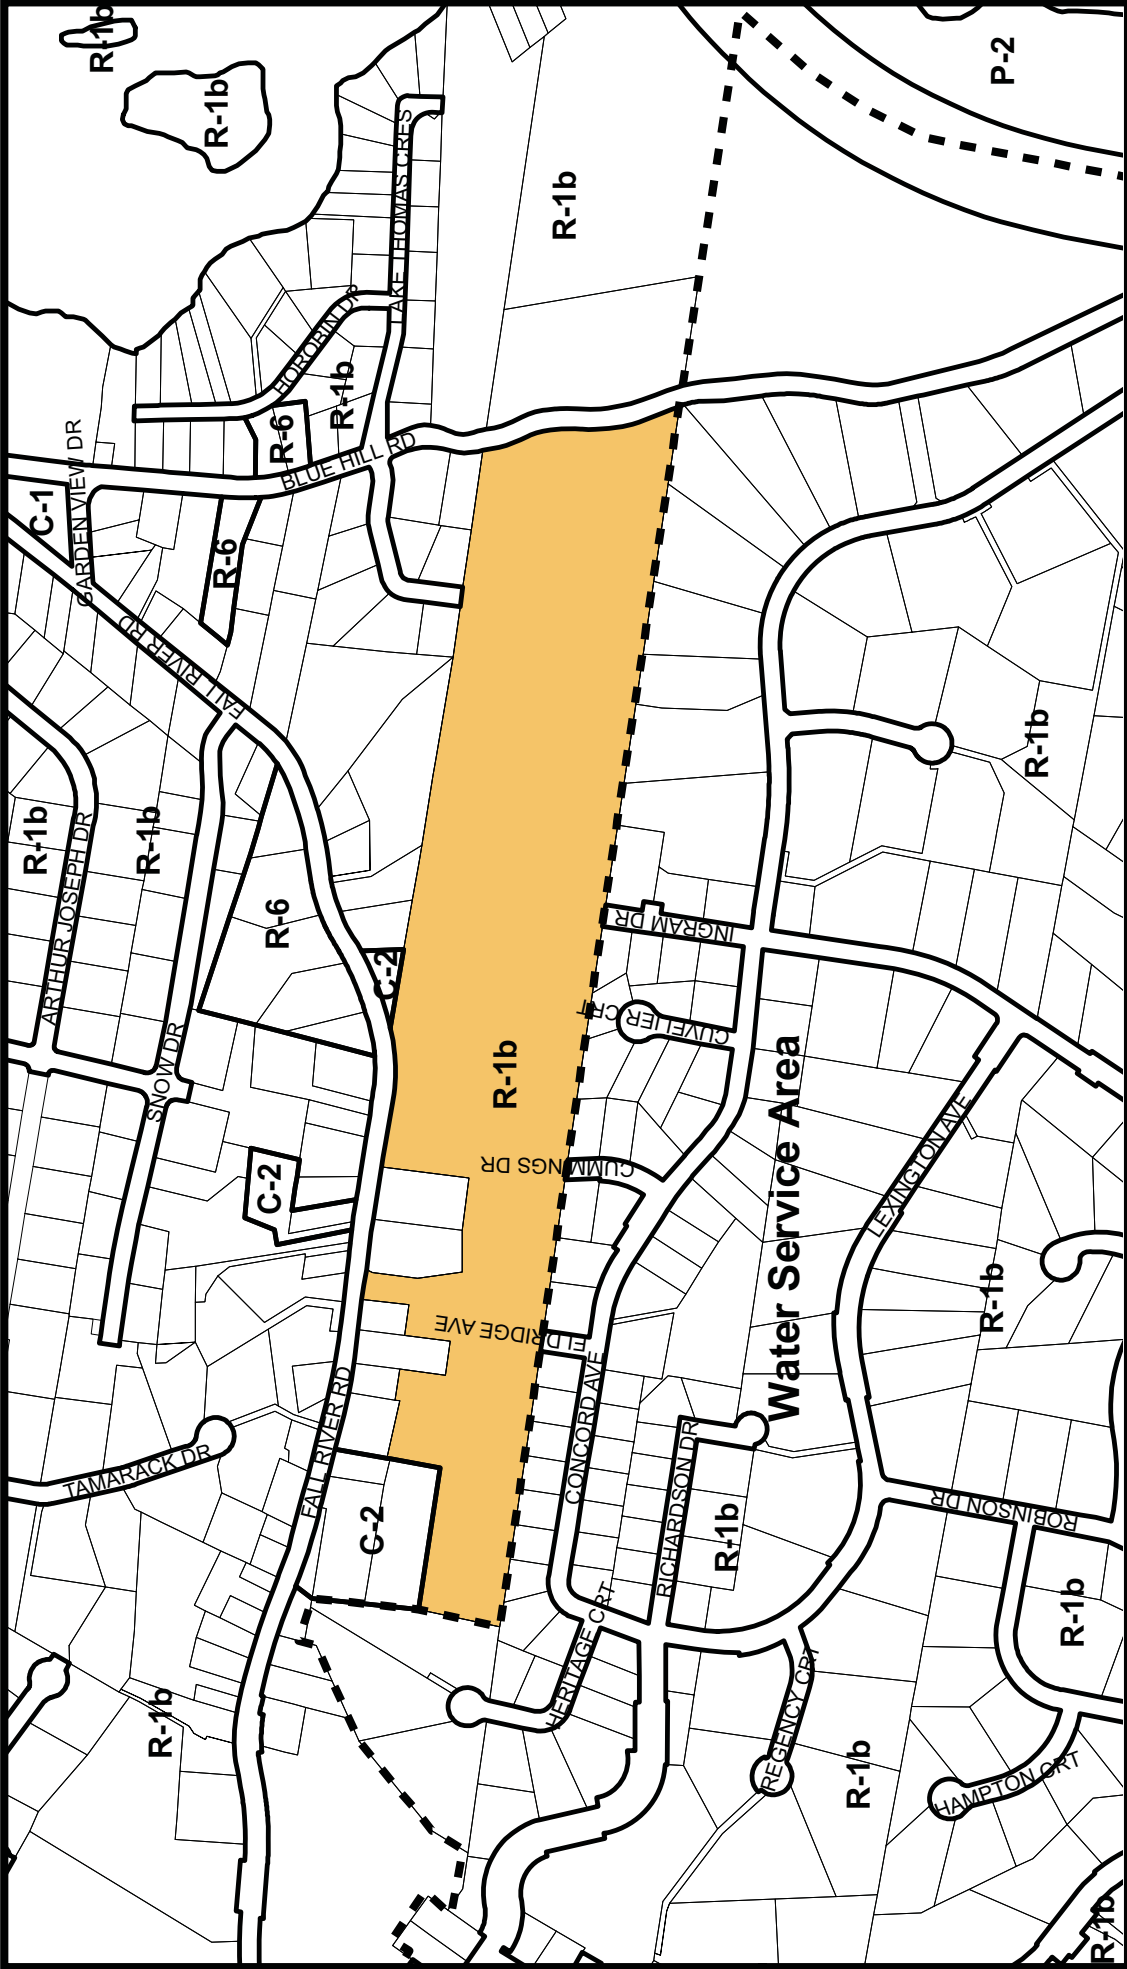 R-1b
R-1b
P-2
LAKE THOMAS CRES
R-1b
HOROBIN DR
R-1b
R-6
BLUE HILL RD
GARDEN VIEW DR
C-1
R-6
FALL RIVER RD
R-1b
R-1b
R-1b
ARTHUR JOSEPH DR
R-6
INGRAM DR
C-2
CUVELIER CRT
SNOW DR
R-1b
Water Service Area
LEXINGTON AVE
C-2
CUMMINGS DR
R-1b
ELDRIDGE AVE
CONCORD AVE
FALL RIVER RD
TAMARACK DR
RICHARDSON DR
C-2
R-1b
ROBINSON DR
R-1b
HERITAGE CRT
R-1b
REGENCY CRT
R-1b
HAMPTON CRT
R-1b